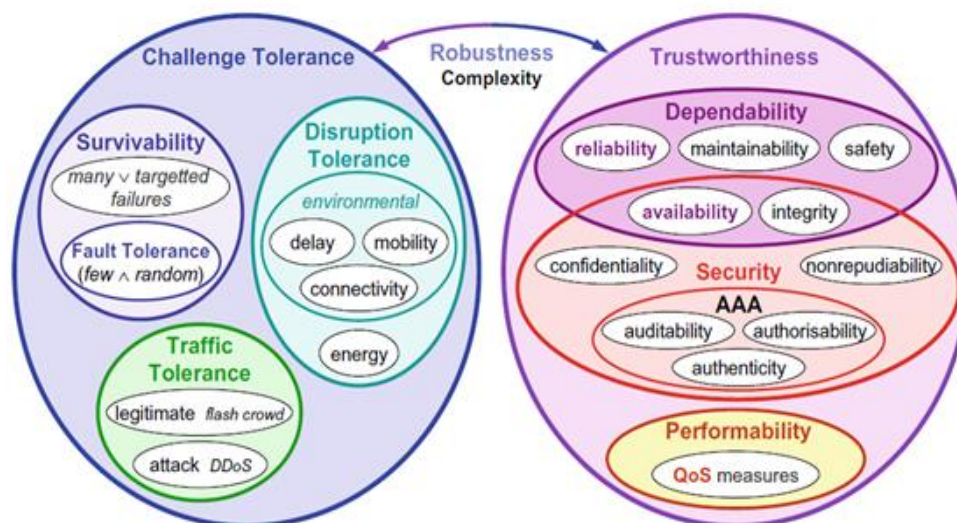 Challenge Tolerance
Survivability
many ∨ targetted
failures
Fault Tolerance
(few ∧ random)
Disruption
Tolerance
environmental
delay
mobility
connectivity
energy
Traffic
Tolerance
legitimate flash crowd
attack DDoS
Robustness
Complexity
Trustworthiness
Dependability
reliability
maintainability
safety
availability
integrity
confidentiality
Security
nonrepudiability
AAA
auditability
authorisability
authenticity
Performability
QoS measures